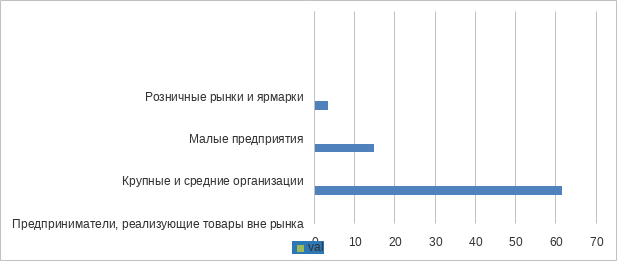 Розничные рынки и ярмарки
Малые предприятия
Крупные и средние организации
Предприниматели, реализующие товары вне рынка
0 10 20 30 40 50 60 70
val